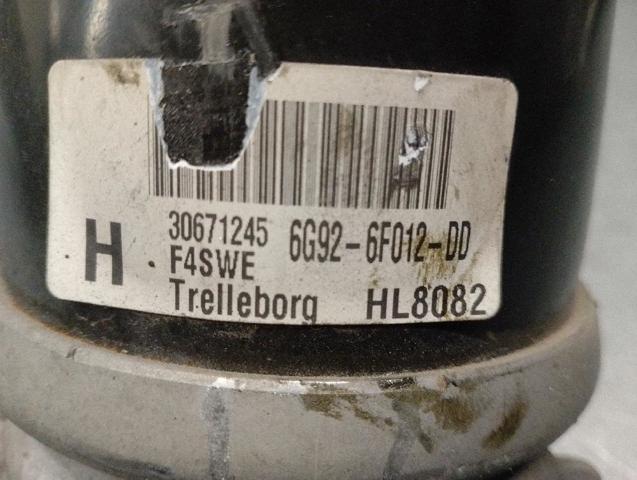 H 30671245 6G92-6F012-DD
F4SWE
Trelleborg HL8082